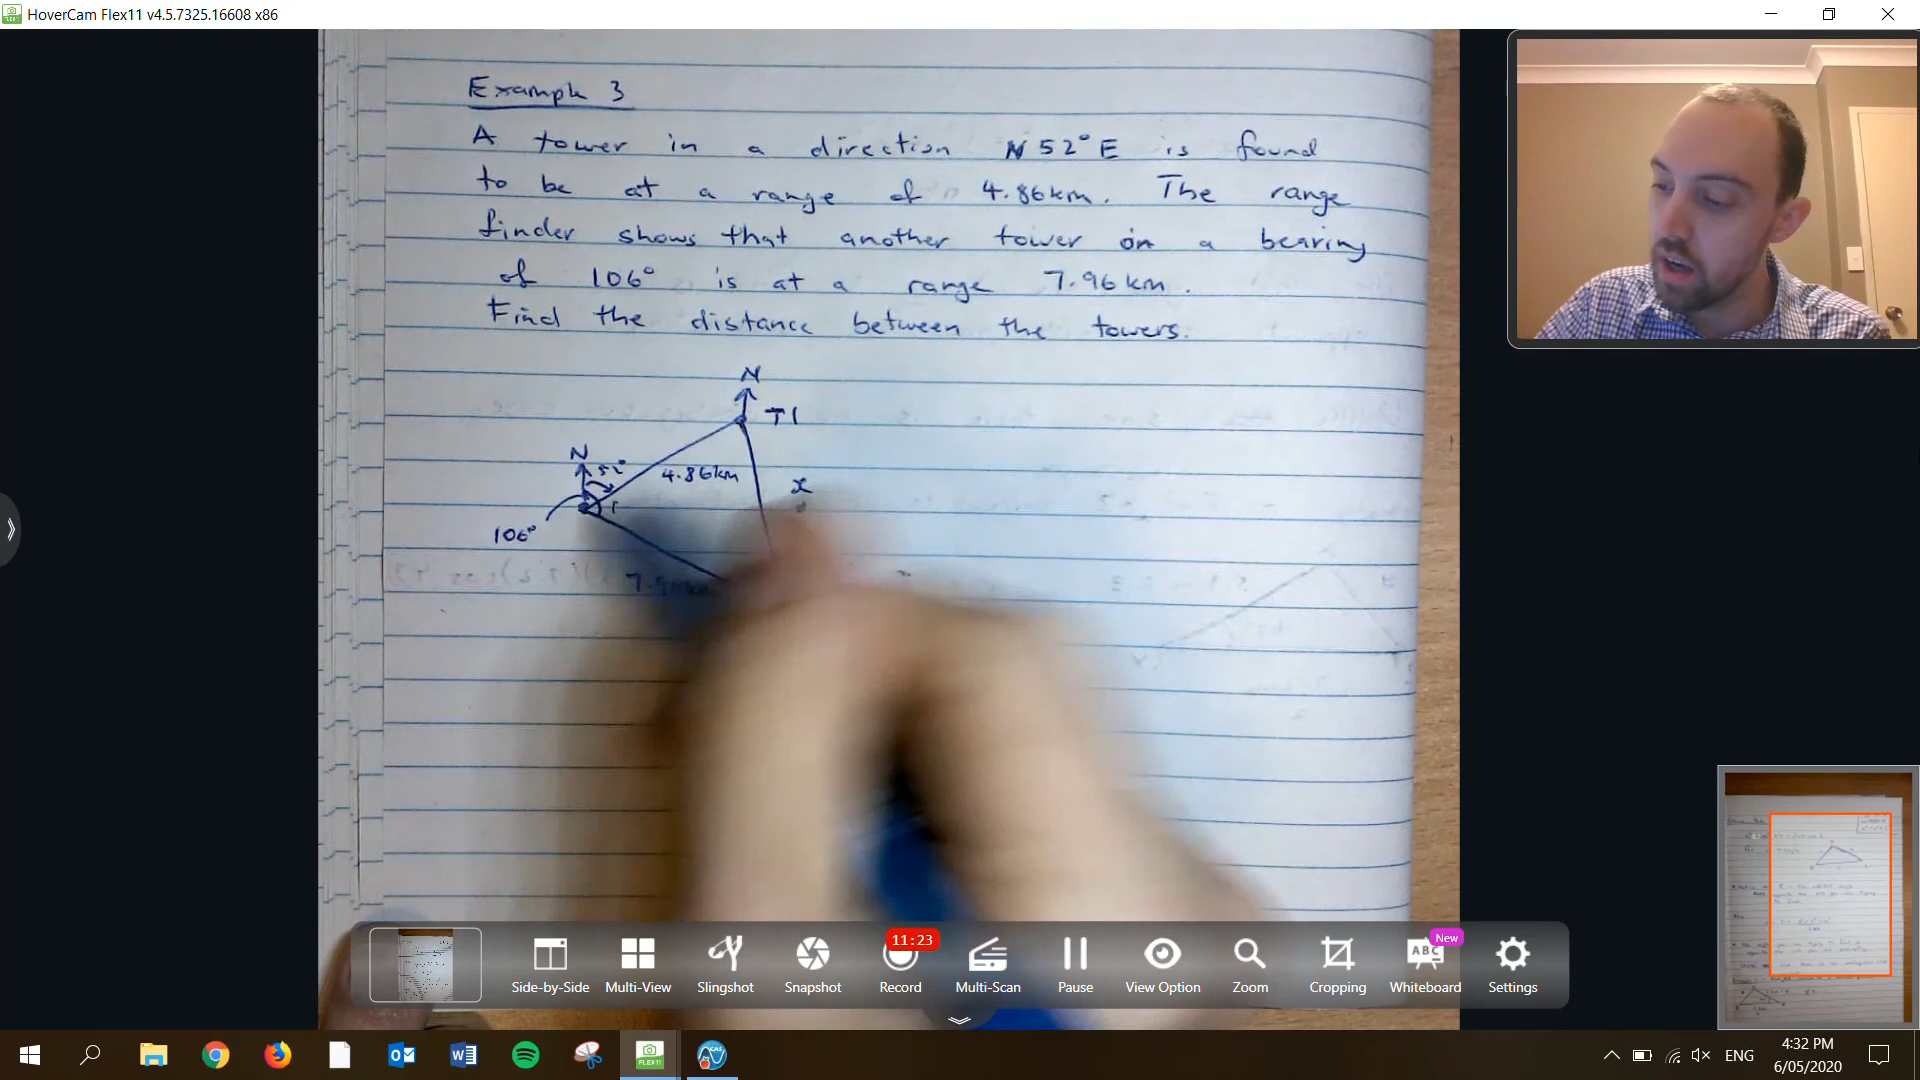 HoverCam Flex11 v4.5.7325.16608 x86
Example 3
A tower in a direction N 52° E is found
to be at a range of 4.86km. The range
finder shows that another tower on a bearing
of 106° is at a range 7.96 km.
Find the distance between the towers.
N
T1
N
52°
4.86km
x
106°
11:23
New
Side-by-Side Multi-View Slingshot Snapshot Record Multi-Scan Pause View Option Zoom Cropping Whiteboard Settings
ABC
FLEX11
ENG
4:32 PM
6/05/2020